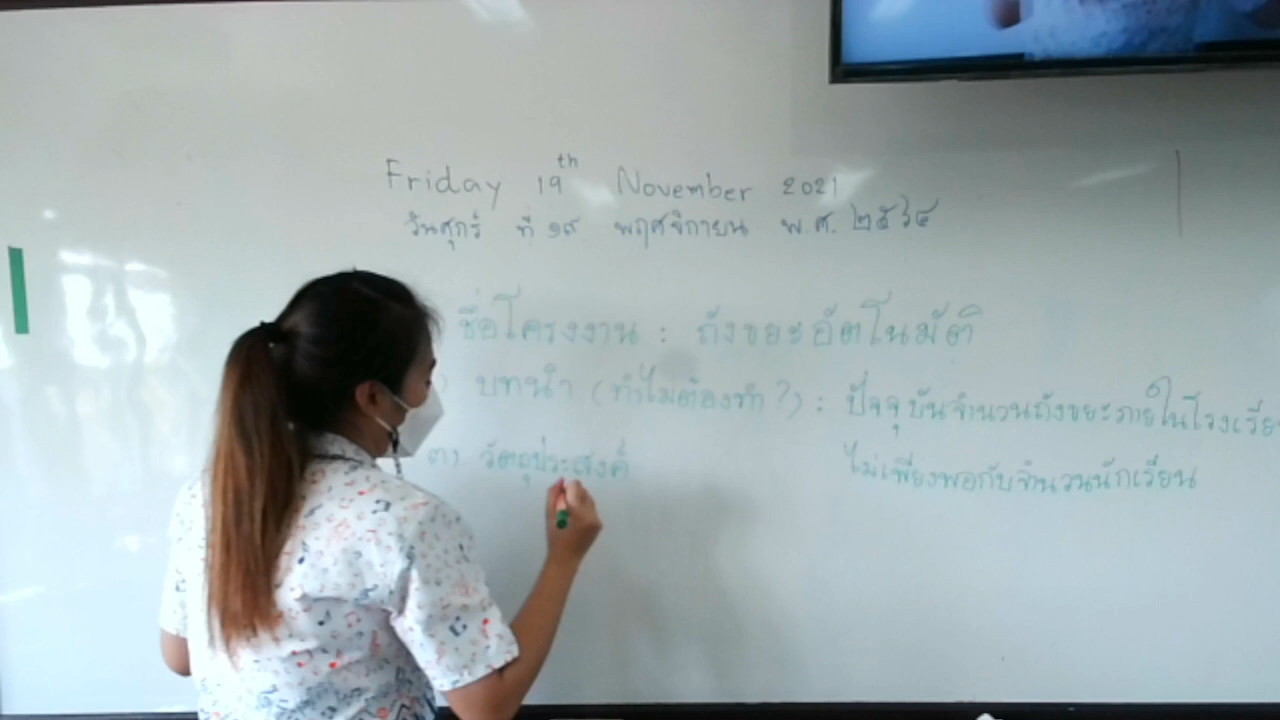 Friday 19th November 2021
วันศุกร์ ที่ ๑๙ พฤศจิกายน พ.ศ. ๒๕๖๔
ชื่อโครงงาน : ถังขยะอัตโนมัติ
) บทนำ (ทำไมต้องทำ?) : ปัจจุบันจำนวนถังขยะภายในโรงเรีย
ไม่เพียงพอกับจำนวนนักเรียน
๓) วัตถุประสงค์